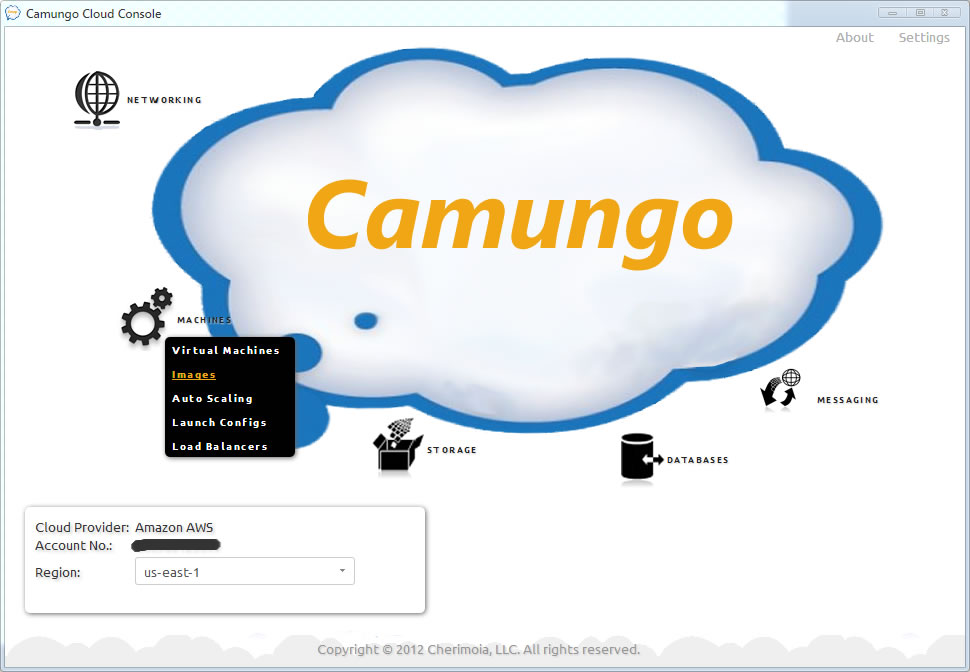 Camungo Cloud Console
About Settings
NETWORKING
Camungo
MACHINES
Virtual Machines
Images
Auto Scaling
Launch Configs
Load Balancers
MESSAGING
STORAGE
DATABASES
Cloud Provider: Amazon AWS
Account No.:
Region: us-east-1
Copyright © 2012 Cherimoia, LLC. All rights reserved.